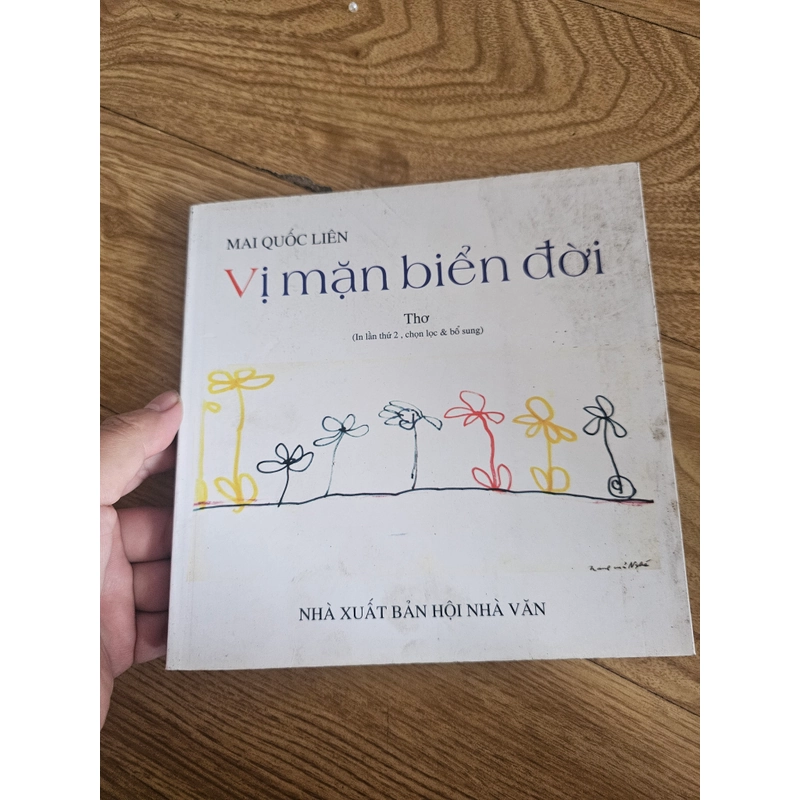 MAI QUỐC LIÊN
Vị mặn biển đời
Thơ
(In lần thứ 2 , chọn lọc & bổ sung)
NHÀ XUẤT BẢN HỘI NHÀ VĂN